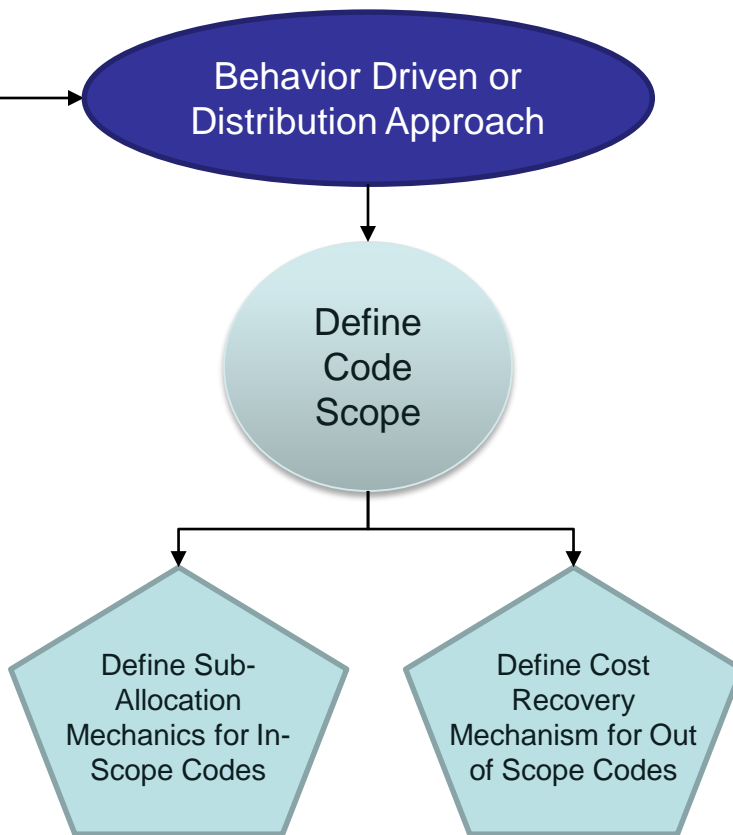 Behavior Driven or
Distribution Approach
Define
Code
Scope
Define Sub-
Allocation
Mechanics for In-
Scope Codes
Define Cost
Recovery
Mechanism for Out
of Scope Codes